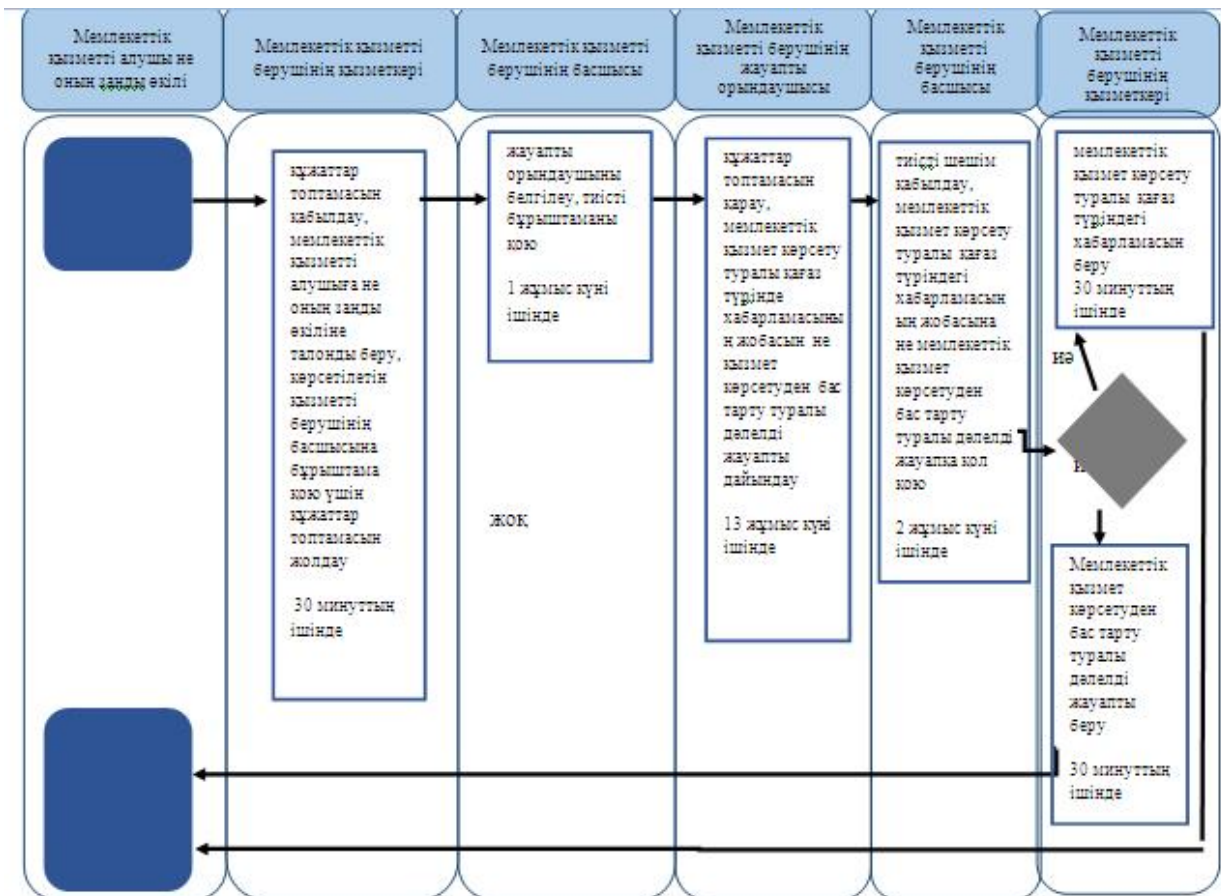 Мемлекеттік
қызметті алушы не
оның заңды өкілі
Мемлекеттік қызметті
берушінің қызметкері
Мемлекеттік қызметті
берушінің басшысы
Мемлекеттік
қызметті берушінің
жауапты
орындаушысы
Мемлекеттік
қызметті
берушінің
басшысы
Мемлекеттік
қызметті
берушінің
қызметкері
құжаттар
топтамасын
қабылдау,
мемлекеттік
қызметті
алушыға не
оның заңды
өкіліне
талонды беру,
көрсетілетін
қызметті
берушінің
басшысына
бұрыштама
қою үшін
құжаттар
топтамасын
жолдау
30 минуттың
ішінде
жауапты
орындаушыны
белгілеу, тиісті
бұрыштаманы
қою
1 жұмыс күні
ішінде
жоқ
құжаттар
топтамасын
қарау,
мемлекеттік
қызмет көрсету
туралы қағаз
түрінде
хабарламасыны
ң жобасын не
қызмет
көрсетуден бас
тарту туралы
дәлелді
жауапты
дайындау
13 жұмыс күні
ішінде
тиісті шешім
қабылдау,
мемлекеттік
қызмет көрсету
туралы қағаз
түріндегі
хабарламасын
ың жобасына
не мемлекеттік
қызмет
көрсетуден
бас тарту
туралы дәлелді
жауапқа қол
қою
2 жұмыс күні
ішінде
мемлекеттік
қызмет көрсету
туралы қағаз
түріндегі
хабарламасын
беру
30 минуттың
ішінде
иә
Мемлекеттік
қызмет
көрсетуден
бас тарту
туралы
дәлелді
жауапты
беру
30 минуттың
ішінде